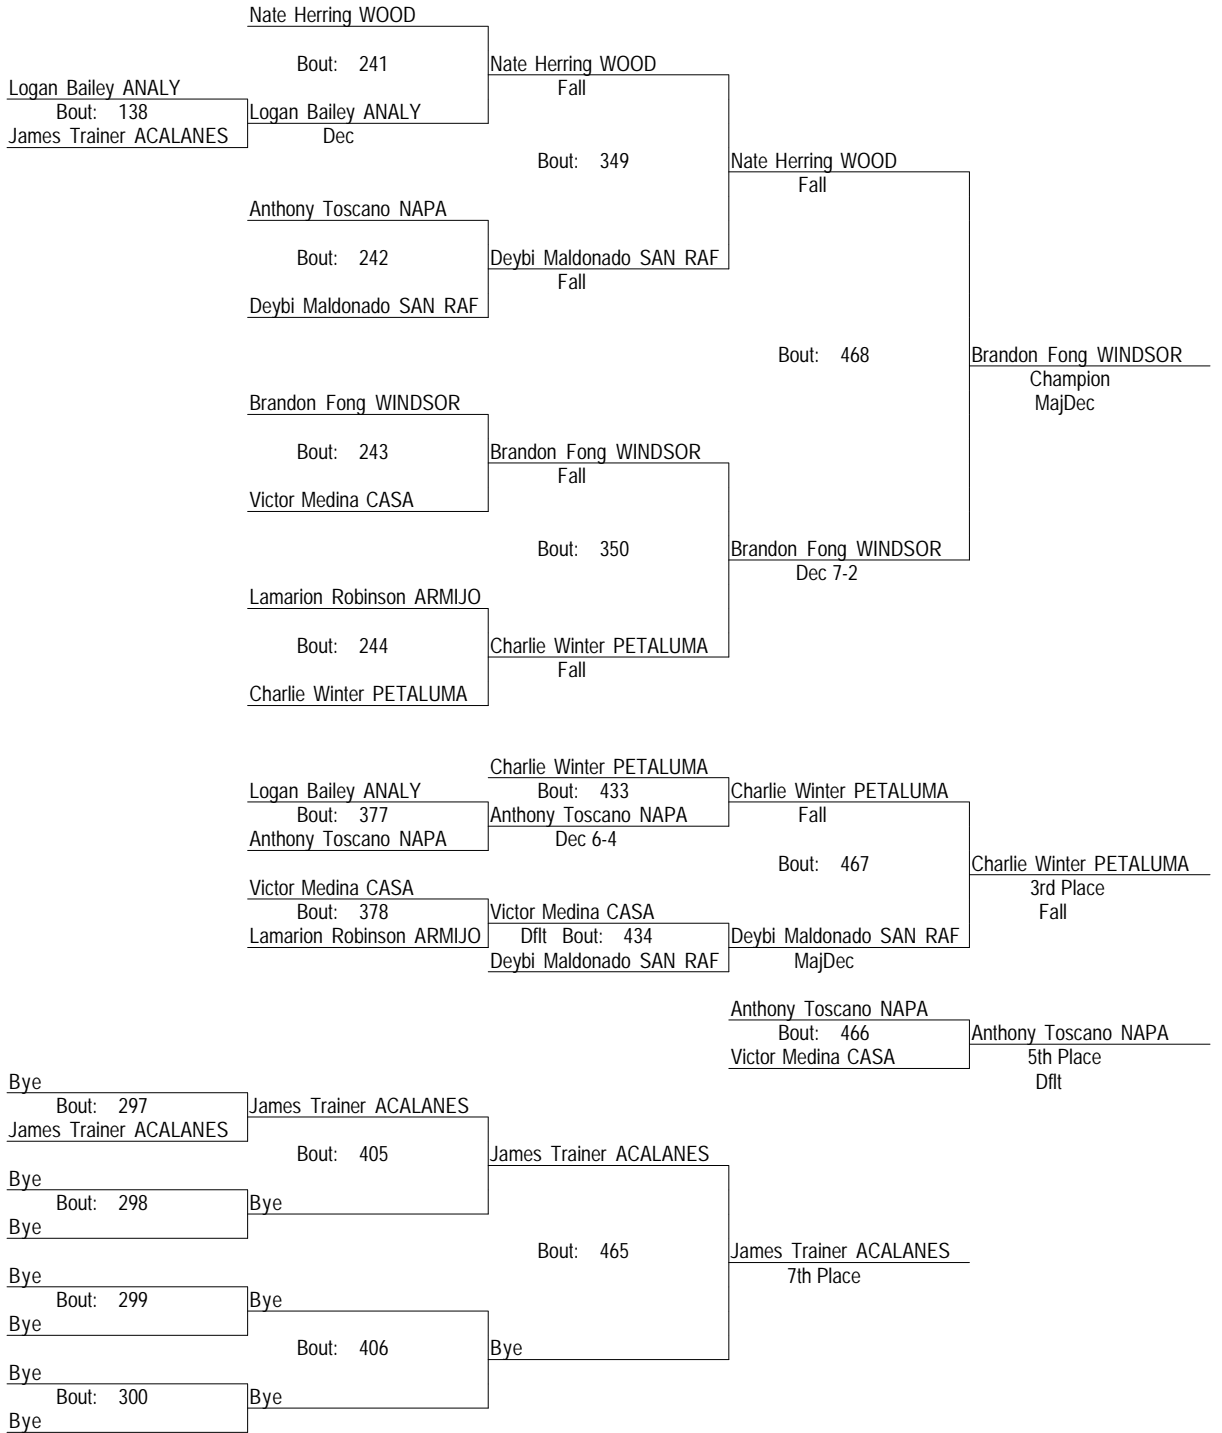 Nate Herring WOOD
Bout: 241
Nate Herring WOOD
Fall
Logan Bailey ANALY
Bout: 138
Logan Bailey ANALY
James Trainer ACALANES
Dec
Bout: 349
Nate Herring WOOD
Fall
Anthony Toscano NAPA
Bout: 242
Deybi Maldonado SAN RAF
Fall
Deybi Maldonado SAN RAF
Bout: 468
Brandon Fong WINDSOR
Champion
MajDec
Brandon Fong WINDSOR
Bout: 243
Brandon Fong WINDSOR
Fall
Victor Medina CASA
Bout: 350
Brandon Fong WINDSOR
Dec 7-2
Lamarion Robinson ARMIJO
Bout: 244
Charlie Winter PETALUMA
Fall
Charlie Winter PETALUMA
Charlie Winter PETALUMA
Logan Bailey ANALY
Bout: 433
Charlie Winter PETALUMA
Bout: 377
Anthony Toscano NAPA
Fall
Anthony Toscano NAPA
Dec 6-4
Bout: 467
Charlie Winter PETALUMA
3rd Place
Fall
Victor Medina CASA
Bout: 378
Victor Medina CASA
Lamarion Robinson ARMIJO
Dflt Bout: 434
Deybi Maldonado SAN RAF
Deybi Maldonado SAN RAF
MajDec
Anthony Toscano NAPA
Bout: 466
Anthony Toscano NAPA
Victor Medina CASA
5th Place
Dflt
Bye
Bout: 297
James Trainer ACALANES
James Trainer ACALANES
Bout: 405
James Trainer ACALANES
Bye
Bout: 298
Bye
Bye
Bout: 465
James Trainer ACALANES
7th Place
Bye
Bout: 299
Bye
Bye
Bout: 406
Bye
Bye
Bout: 300
Bye
Bye